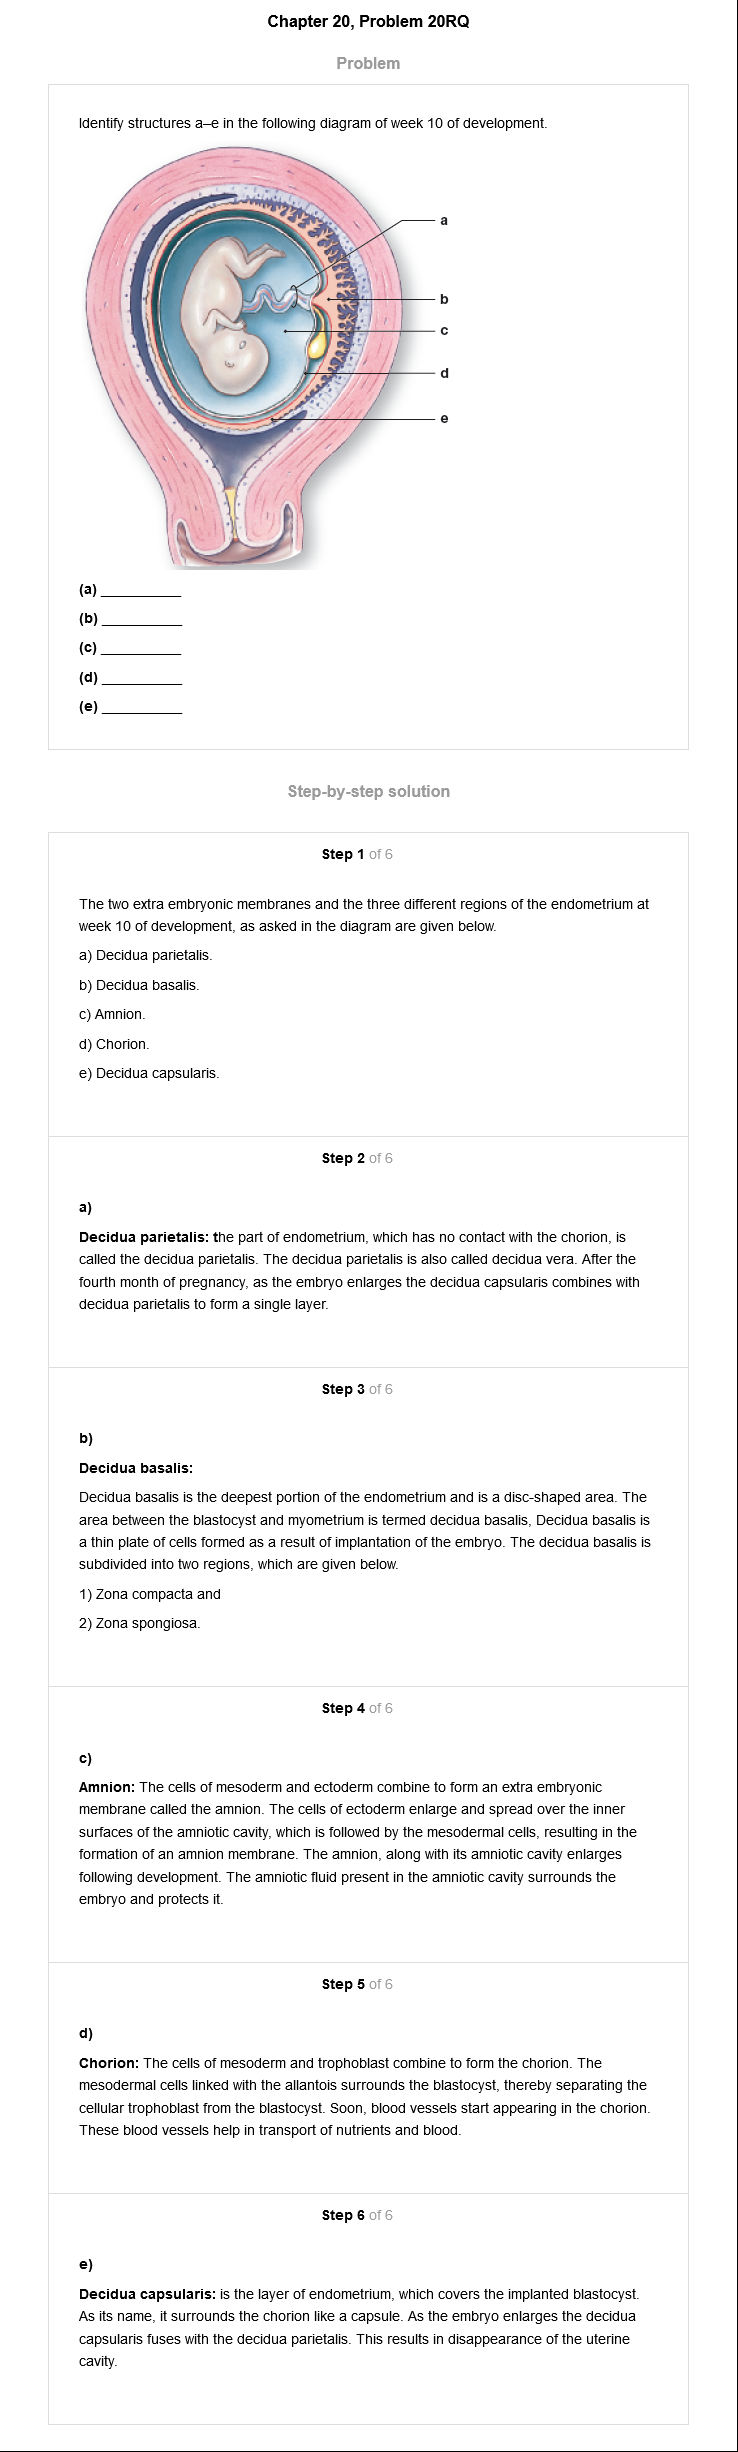 Chapter 20, Problem 20RQ
Problem
Identify structures a–e in the following diagram of week 10 of development.
a
b
c
d
e
(a) ___________
(b) ___________
(c) ___________
(d) ___________
(e) ___________
Step-by-step solution
Step 1 of 6
The two extra embryonic membranes and the three different regions of the endometrium at
week 10 of development, as asked in the diagram are given below.
a) Decidua parietalis.
b) Decidua basalis.
c) Amnion.
d) Chorion.
e) Decidua capsularis.
Step 2 of 6
a)
Decidua parietalis: the part of endometrium, which has no contact with the chorion, is
called the decidua parietalis. The decidua parietalis is also called decidua vera. After the
fourth month of pregnancy, as the embryo enlarges the decidua capsularis combines with
decidua parietalis to form a single layer.
Step 3 of 6
b)
Decidua basalis:
Decidua basalis is the deepest portion of the endometrium and is a disc-shaped area. The
area between the blastocyst and myometrium is termed decidua basalis, Decidua basalis is
a thin plate of cells formed as a result of implantation of the embryo. The decidua basalis is
subdivided into two regions, which are given below.
1) Zona compacta and
2) Zona spongiosa.
Step 4 of 6
c)
Amnion: The cells of mesoderm and ectoderm combine to form an extra embryonic
membrane called the amnion. The cells of ectoderm enlarge and spread over the inner
surfaces of the amniotic cavity, which is followed by the mesodermal cells, resulting in the
formation of an amnion membrane. The amnion, along with its amniotic cavity enlarges
following development. The amniotic fluid present in the amniotic cavity surrounds the
embryo and protects it.
Step 5 of 6
d)
Chorion: The cells of mesoderm and trophoblast combine to form the chorion. The
mesodermal cells linked with the allantois surrounds the blastocyst, thereby separating the
cellular trophoblast from the blastocyst. Soon, blood vessels start appearing in the chorion.
These blood vessels help in transport of nutrients and blood.
Step 6 of 6
e)
Decidua capsularis: is the layer of endometrium, which covers the implanted blastocyst.
As its name, it surrounds the chorion like a capsule. As the embryo enlarges the decidua
capsularis fuses with the decidua parietalis. This results in disappearance of the uterine
cavity.